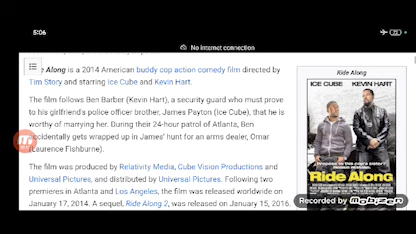 5:06
No internet connection
Along is a 2014 American buddy cop action comedy film directed by
Tim Story and starring Ice Cube and Kevin Hart.
The film follows Ben Barber (Kevin Hart), a security guard who must prove
to his girlfriend's police officer brother, James Payton (Ice Cube), that he
is worthy of marrying her. During their 24-hour patrol of Atlanta, Ben
accidentally gets wrapped up in James' hunt for an arms dealer, Omar
(Laurence Fishburne).
The film was produced by Relativity Media, Cube Vision Productions and
Universal Pictures, and distributed by Universal Pictures. Following two
premieres in Atlanta and Los Angeles, the film was released worldwide on
January 17, 2014. A sequel, Ride Along 2, was released on January 15, 2016.
Ride Along
ICE CUBE KEVIN HART
Ride Along
Recorded by Mobizen